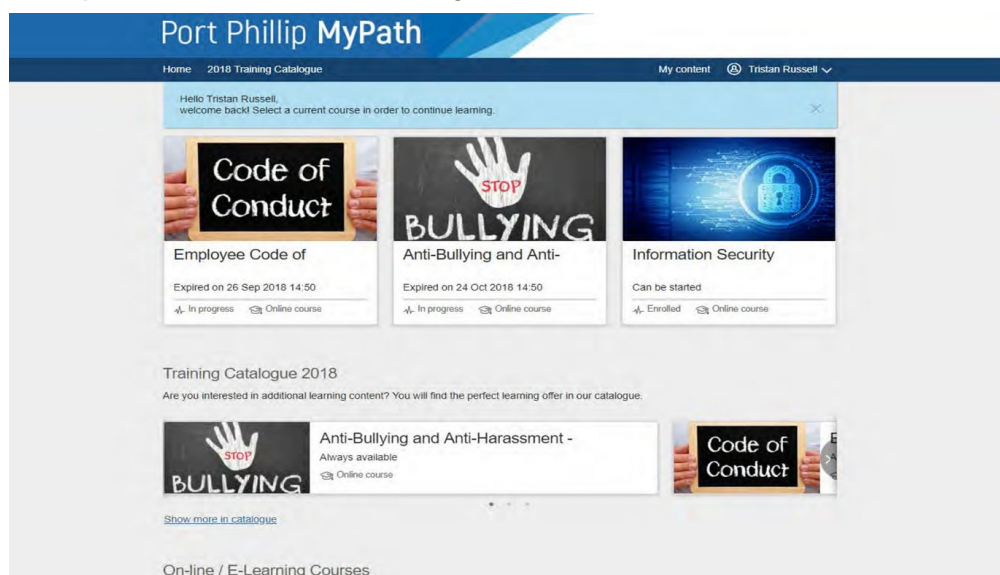 Port Phillip MyPath
Home 2018 Training Catalogue My content Tristan Russell
Hello Tristan Russell,
welcome back! Select a current course in order to continue learning.
Code of
Conduct
STOP
BULLYING
Employee Code of
Anti-Bullying and Anti-
Information Security
Expired on 26 Sep 2018 14:50
Expired on 24 Oct 2018 14:50
Can be started
In progress Online course
In progress Online course
Enrolled Online course
Training Catalogue 2018
Are you interested in additional learning content? You will find the perfect learning offer in our catalogue.
STOP
BULLYING
Anti-Bullying and Anti-Harassment -
Always available
Online course
Code of
Conduct
Show more in catalogue
On-line / E-Learning Courses